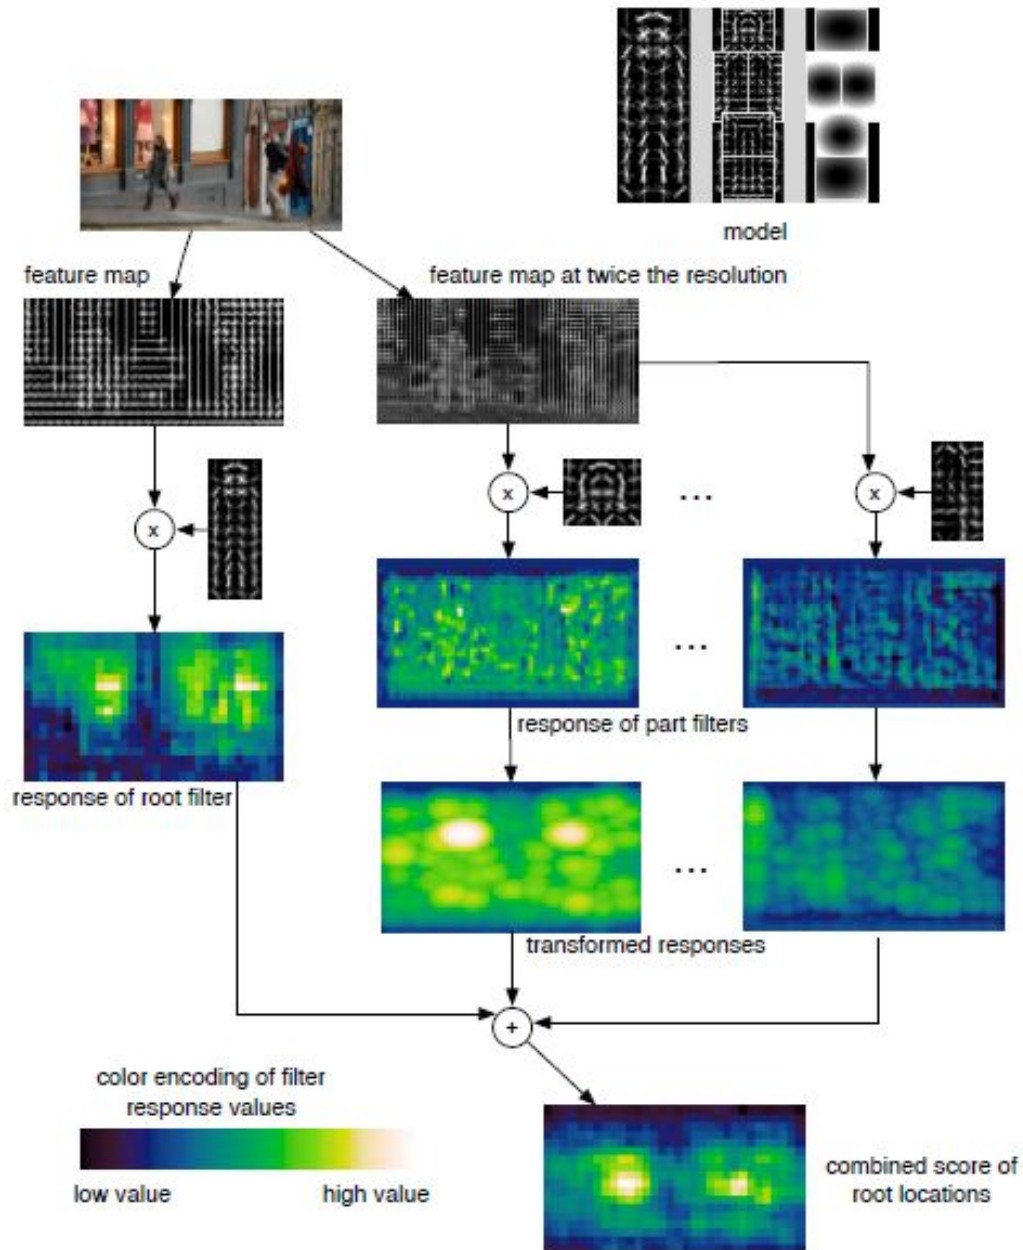 model
feature map
feature map at twice the resolution
x
x
...
x
...
response of part filters
response of root filter
...
transformed responses
+
color encoding of filter
response values
low value
high value
combined score of
root locations